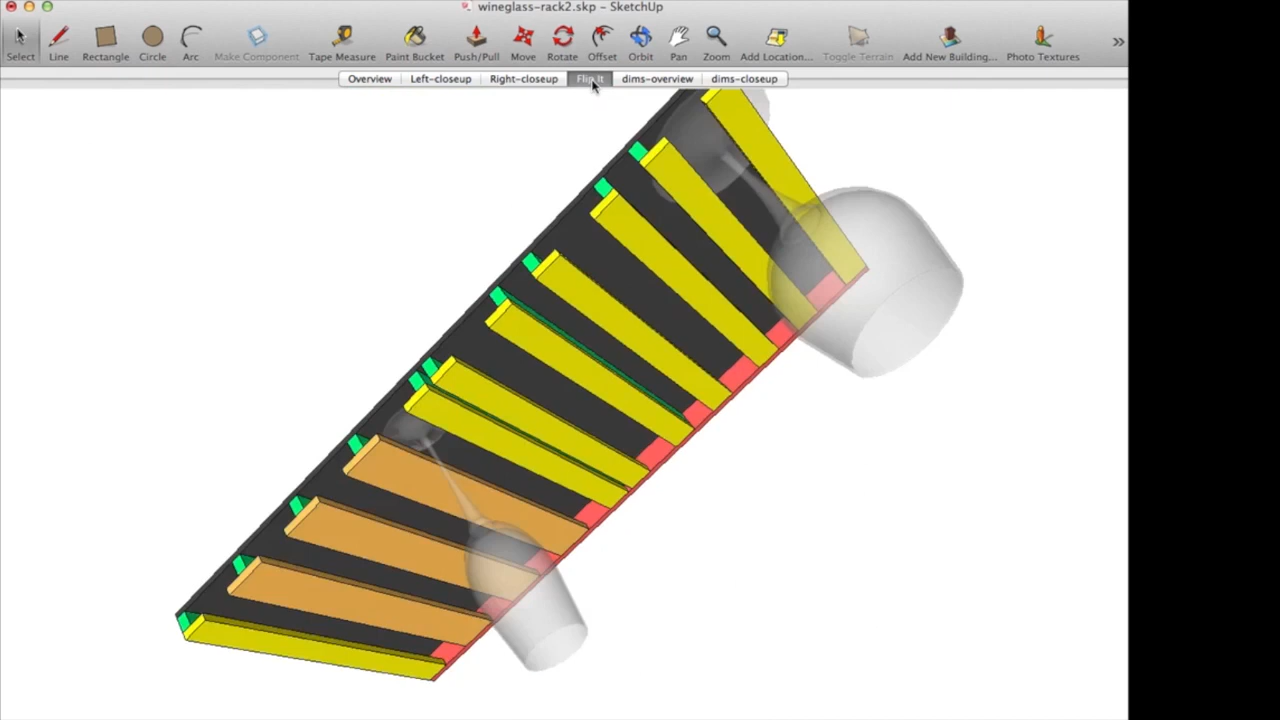 wineglass-rack2.skp - SketchUp
Select Line Rectangle Circle Arc Make Component Tape Measure Paint Bucket Push/Pull Move Rotate Offset Orbit Pan Zoom Add Location... Toggle Terrain Add New Building... Photo Textures »
Overview Left-closeup Right-closeup Flip It dims-overview dims-closeup